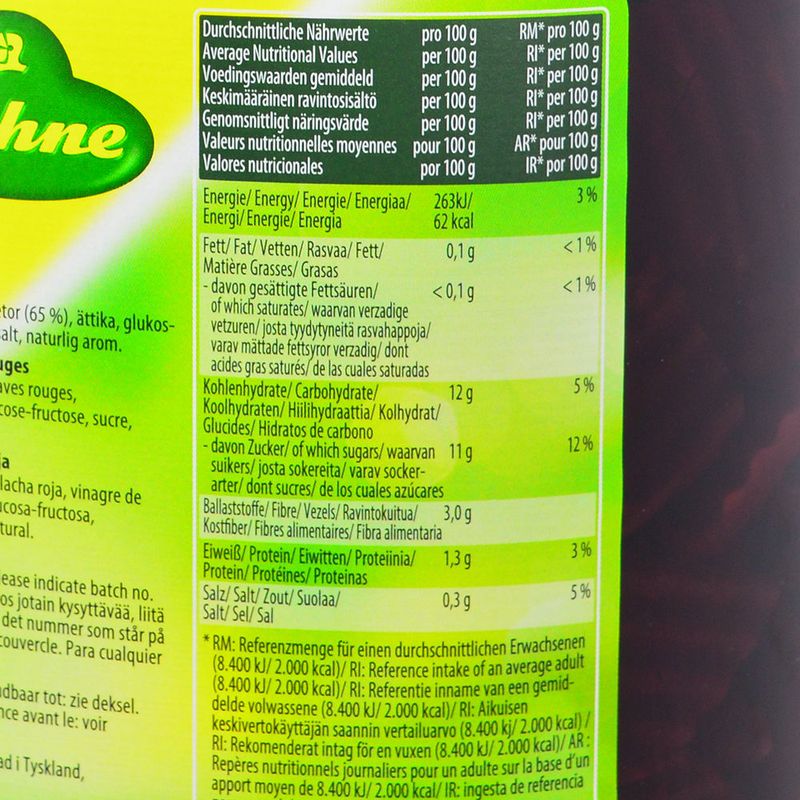 hne
Durchschnittliche Nährwerte pro 100 g RM* pro 100 g
Average Nutritional Values per 100 g RI* per 100 g
Voedingswaarden gemiddeld per 100 g RI* per 100 g
Keskimääräinen ravintosisältö per 100 g RI* per 100 g
Genomsnittligt näringsvärde per 100 g RI* per 100 g
Valeurs nutritionnelles moyennes pour 100 g AR* pour 100 g
Valores nutricionales por 100 g IR* por 100 g
Energie/ Energy/ Energie/ Energiaa/ 263kJ/ 3 %
Energi/ Energie/ Energia 62 kcal
Fett/ Fat/ Vetten/ Rasvaa/ Fett/ 0,1 g <1%
Matière Grasses/ Grasas
- davon gesättigte Fettsäuren/ < 0,1 g <1%
of which saturates/ waarvan verzadige
vetzuren/ josta tyydytyneitä rasvahappoja/
varav mättade fettsyror verzadig/ dont
acides gras saturés/ de las cuales saturadas
Kohlenhydrate/ Carbohydrate/ 12 g 5 %
Koolhydraten/ Hiilihydraattia/ Kolhydrat/
Glucides/ Hidratos de carbono
- davon Zucker/ of which sugars/ waarvan 11 g 12 %
suikers/ josta sokereita/ varav socker-
arter/ dont sucres/ de los cuales azúcares
Ballaststoffe/ Fibre/ Vezels/ Ravintokuitua/ 3,0 g
Kostfiber/ Fibres alimentaires/ Fibra alimentaria
Eiweiß/ Protein/ Eiwitten/ Proteiinia/ 1,3 g 3 %
Protein/ Protéines/ Proteinas
Salz/ Salt/ Zout/ Suolaa/ 0,3 g 5 %
Salt/ Sel/ Sal
* RM: Referenzmenge für einen durchschnittlichen Erwachsenen
(8.400 kJ/ 2.000 kcal)/ RI: Reference intake of an average adult
(8.400 kJ/ 2.000 kcal)/ RI: Referentie inname van een gemid-
delde volwassene (8.400 kJ/ 2.000 kcal)/ RI: Aikuisen
keskivertokäyttäjän saannin vertailuarvo (8.400 kj/ 2.000 kcal) /
RI: Rekomenderat intag för en vuxen (8.400 kJ/ 2.000 kcal)/ AR :
Repères nutritionnels journaliers pour un adulte sur la base d'un
apport moyen de 8.400 kJ/ 2.000 kcal/ IR: ingesta de referencia
etor (65 %), ättika, glukos-
salt, naturlig arom.
uges
aves rouges,
cose-fructose, sucre,
ja
lacha roja, vinagre de
ucosa-fructosa,
tural.
lease indicate batch no.
os jotain kysyttävää, liitä
det nummer som står på
couvercle. Para cualquier
dbaar tot: zie deksel.
nce avant le: voir
ad i Tyskland,